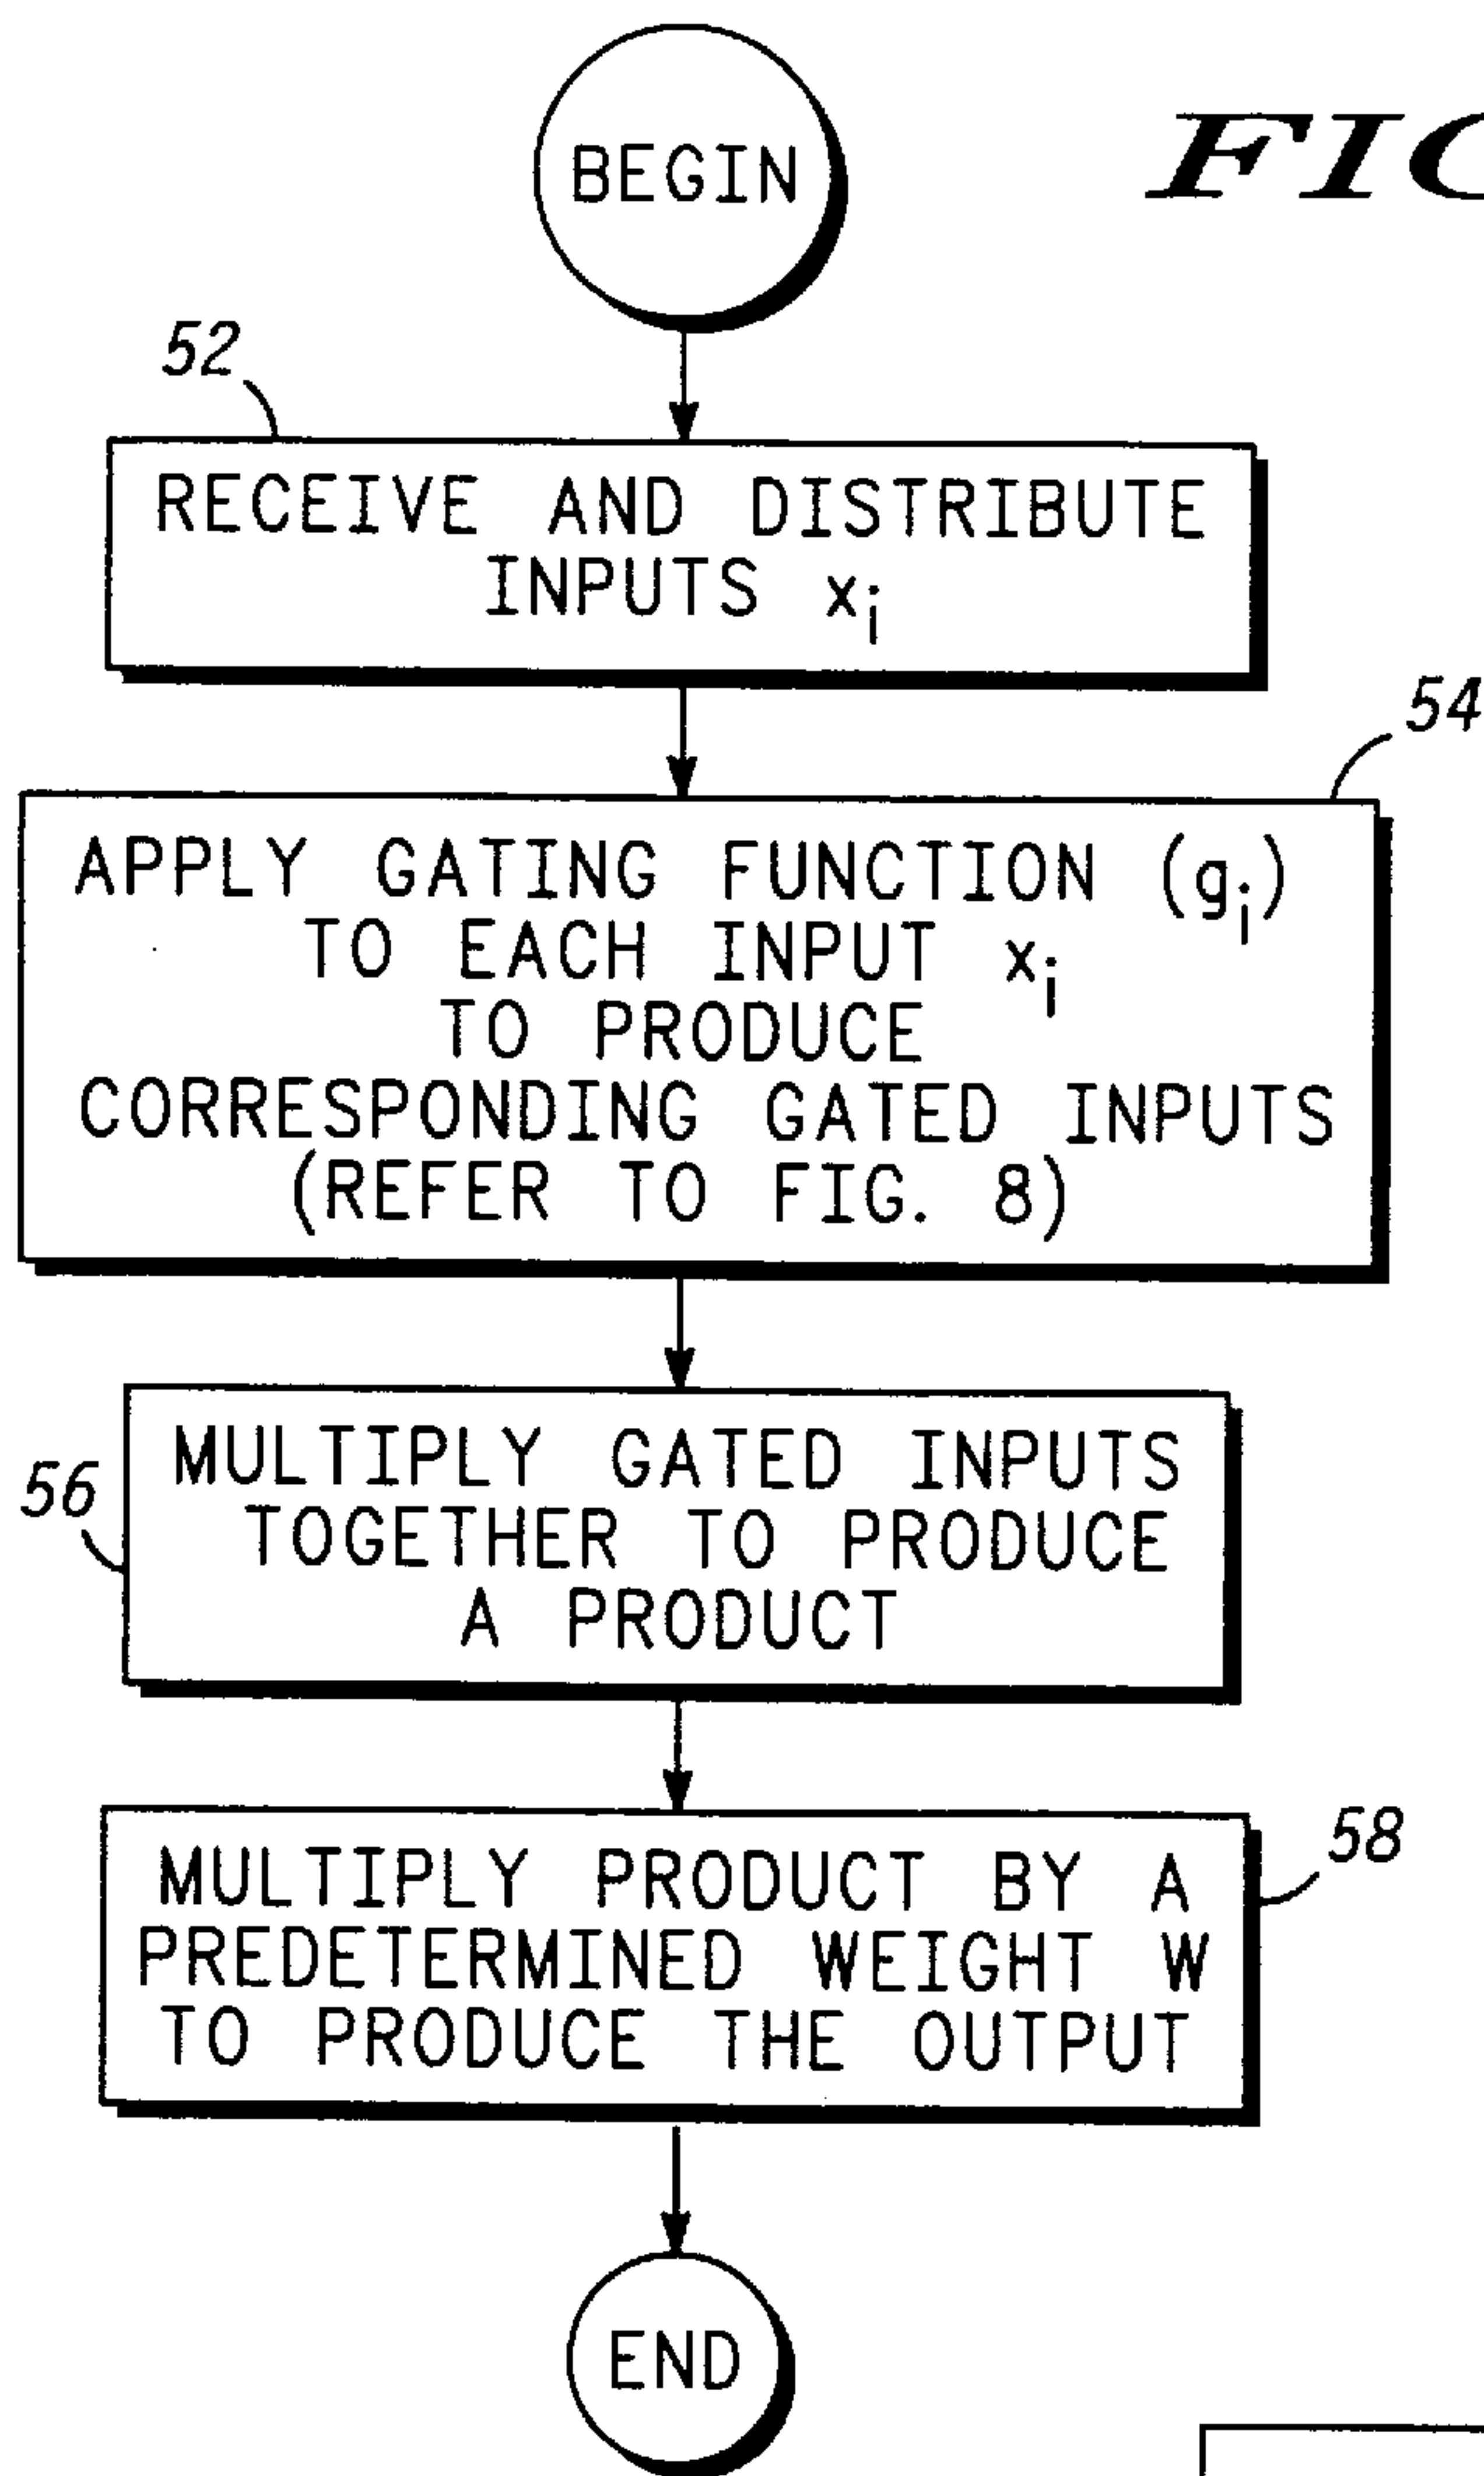 BEGIN
52
RECEIVE AND DISTRIBUTE
INPUTS xi
54
APPLY GATING FUNCTION (gi)
TO EACH INPUT xi
TO PRODUCE
CORRESPONDING GATED INPUTS
(REFER TO FIG. 8)
56
MULTIPLY GATED INPUTS
TOGETHER TO PRODUCE
A PRODUCT
58
MULTIPLY PRODUCT BY A
PREDETERMINED WEIGHT W
TO PRODUCE THE OUTPUT
END